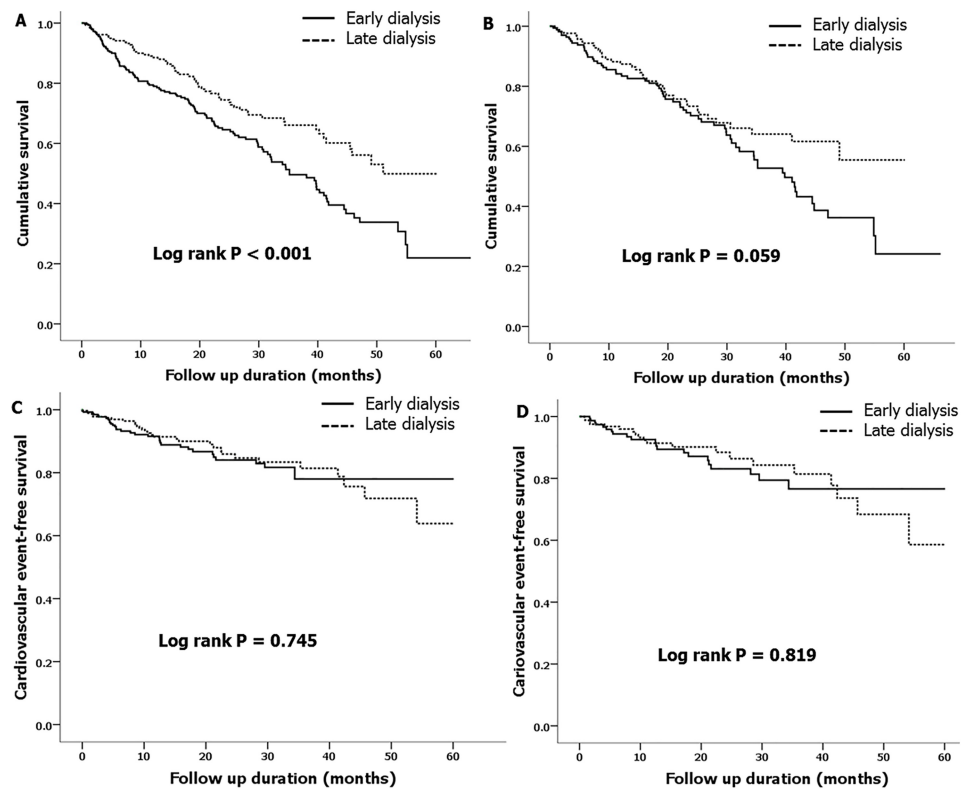 A
Early dialysis
Late dialysis
1.0
0.8
0.6
0.4
0.2
0.0
Cumulative survival
Log rank P < 0.001
0 10 20 30 40 50 60
Follow up duration (months)
B
Early dialysis
Late dialysis
1.0
0.8
0.6
0.4
0.2
0.0
Cumulative survival
Log rank P = 0.059
0 10 20 30 40 50 60
Follow up duration (months)
C
Early dialysis
Late dialysis
1.0
0.8
0.6
0.4
0.2
0.0
Cardiovascular event-free survival
Log rank P = 0.745
0 10 20 30 40 50 60
Follow up duration (months)
D
Early dialysis
Late dialysis
1.0
0.8
0.6
0.4
0.2
0.0
Cariovascular event-free survival
Log rank P = 0.819
0 10 20 30 40 50 60
Follow up duration (months)